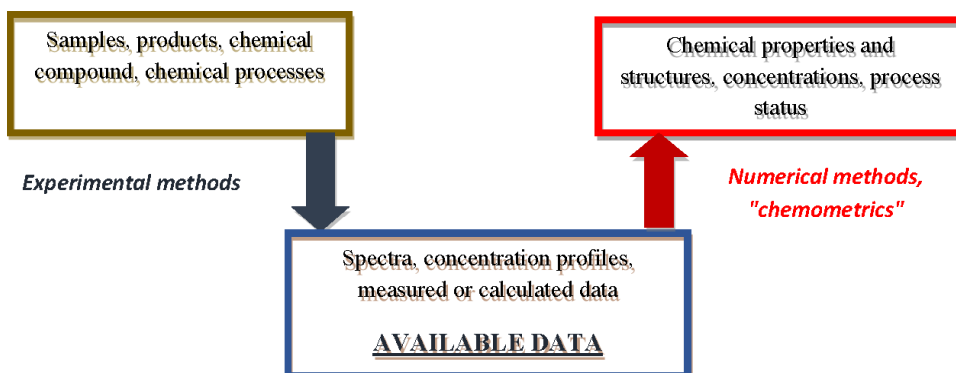 Samples, products, chemical
compound, chemical processes
Chemical properties and
structures, concentrations, process
status
Experimental methods
Numerical methods,
"chemometrics"
Spectra, concentration profiles,
measured or calculated data
AVAILABLE DATA